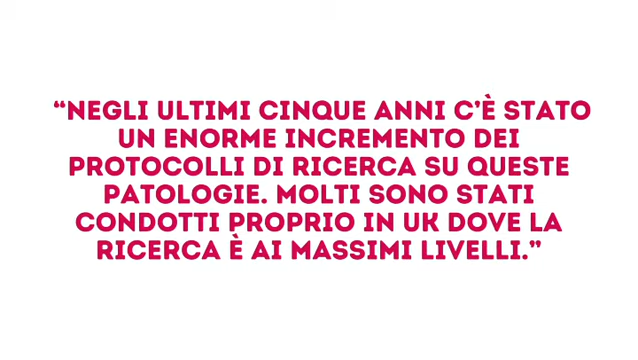 “NEGLI ULTIMI CINQUE ANNI C’È STATO
UN ENORME INCREMENTO DEI
PROTOCOLLI DI RICERCA SU QUESTE
PATOLOGIE. MOLTI SONO STATI
CONDOTTI PROPRIO IN UK DOVE LA
RICERCA È AI MASSIMI LIVELLI.”